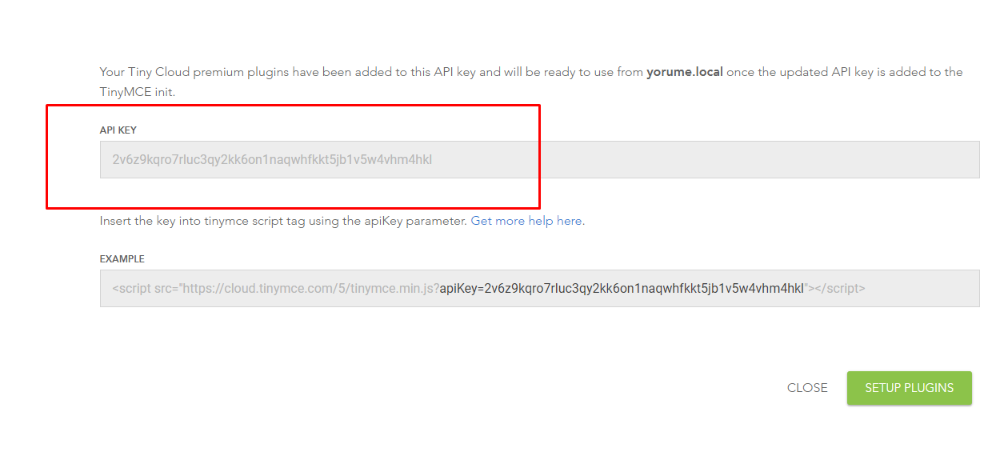 Your Tiny Cloud premium plugins have been added to this API key and will be ready to use from yorume.local once the updated API key is added to the
TinyMCE init.
API KEY
2v6z9kqro7rluc3qy2kk6on1naqwhfkkt5jb1v5w4vhm4hkl
Insert the key into tinymce script tag using the apiKey parameter. Get more help here.
EXAMPLE
<script src="https://cloud.tinymce.com/5/tinymce.min.js?apiKey=2v6z9kqro7rluc3qy2kk6on1naqwhfkkt5jb1v5w4vhm4hkl"></script>
CLOSE
SETUP PLUGINS